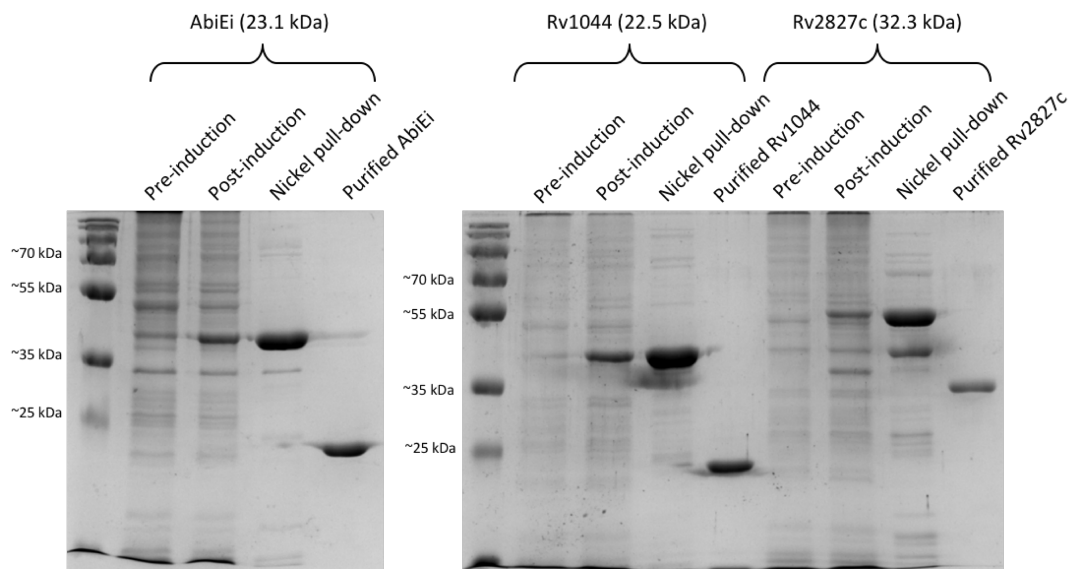 AbiEi (23.1 kDa)
Pre-induction
Post-induction
Nickel pull-down
Purified AbiEi
~70 kDa
~55 kDa
~35 kDa
~25 kDa
Rv1044 (22.5 kDa)
Rv2827c (32.3 kDa)
Pre-induction
Post-induction
Nickel pull-down
Purified Rv1044
Pre-induction
Post-induction
Nickel pull-down
Purified Rv2827c
~70 kDa
~55 kDa
~35 kDa
~25 kDa